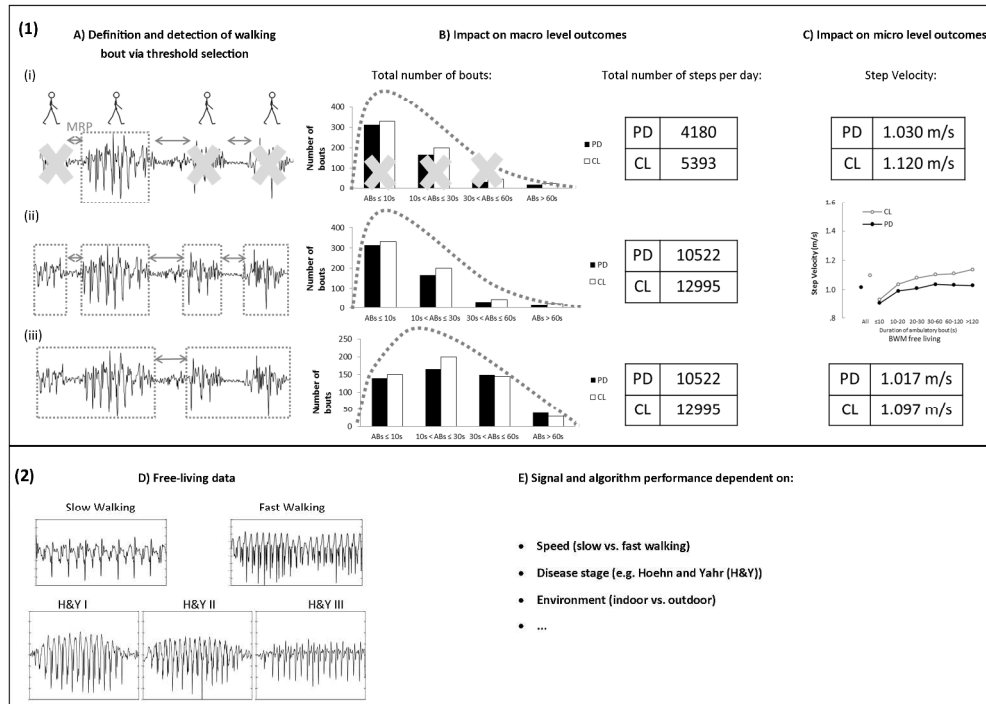 (1)
A) Definition and detection of walking
bout via threshold selection
B) Impact on macro level outcomes
C) Impact on micro level outcomes
(i)
MRP
Total number of bouts:
Number of
bouts
400
300
200
100
0
ABs ≤ 10s
10s < ABs ≤ 30s
30s < ABs ≤ 60s
ABs > 60s
PD
CL
Total number of steps per day:
PD 4180
CL 5393
Step Velocity:
PD 1.030 m/s
CL 1.120 m/s
(ii)
Number of
bouts
400
300
200
100
0
ABs ≤ 10s
10s < ABs ≤ 30s
30s < ABs ≤ 60s
ABs > 60s
PD
CL
PD 10522
CL 12995
Step Velocity (m/s)
1.6
1.4
1.2
1.0
.8
CL
PD
All
≤10
10-20
20-30
30-60
60-120
>120
Duration of ambulatory bout (s)
BWM free living
(iii)
Number of
bouts
250
200
150
100
50
0
ABs ≤ 10s
10s < ABs ≤ 30s
30s < ABs ≤ 60s
ABs > 60s
PD
CL
PD 10522
CL 12995
PD 1.017 m/s
CL 1.097 m/s
(2)
D) Free-living data
Slow Walking
Fast Walking
H&Y I
H&Y II
H&Y III
E) Signal and algorithm performance dependent on:
• Speed (slow vs. fast walking)
• Disease stage (e.g. Hoehn and Yahr (H&Y))
• Environment (indoor vs. outdoor)
• ...